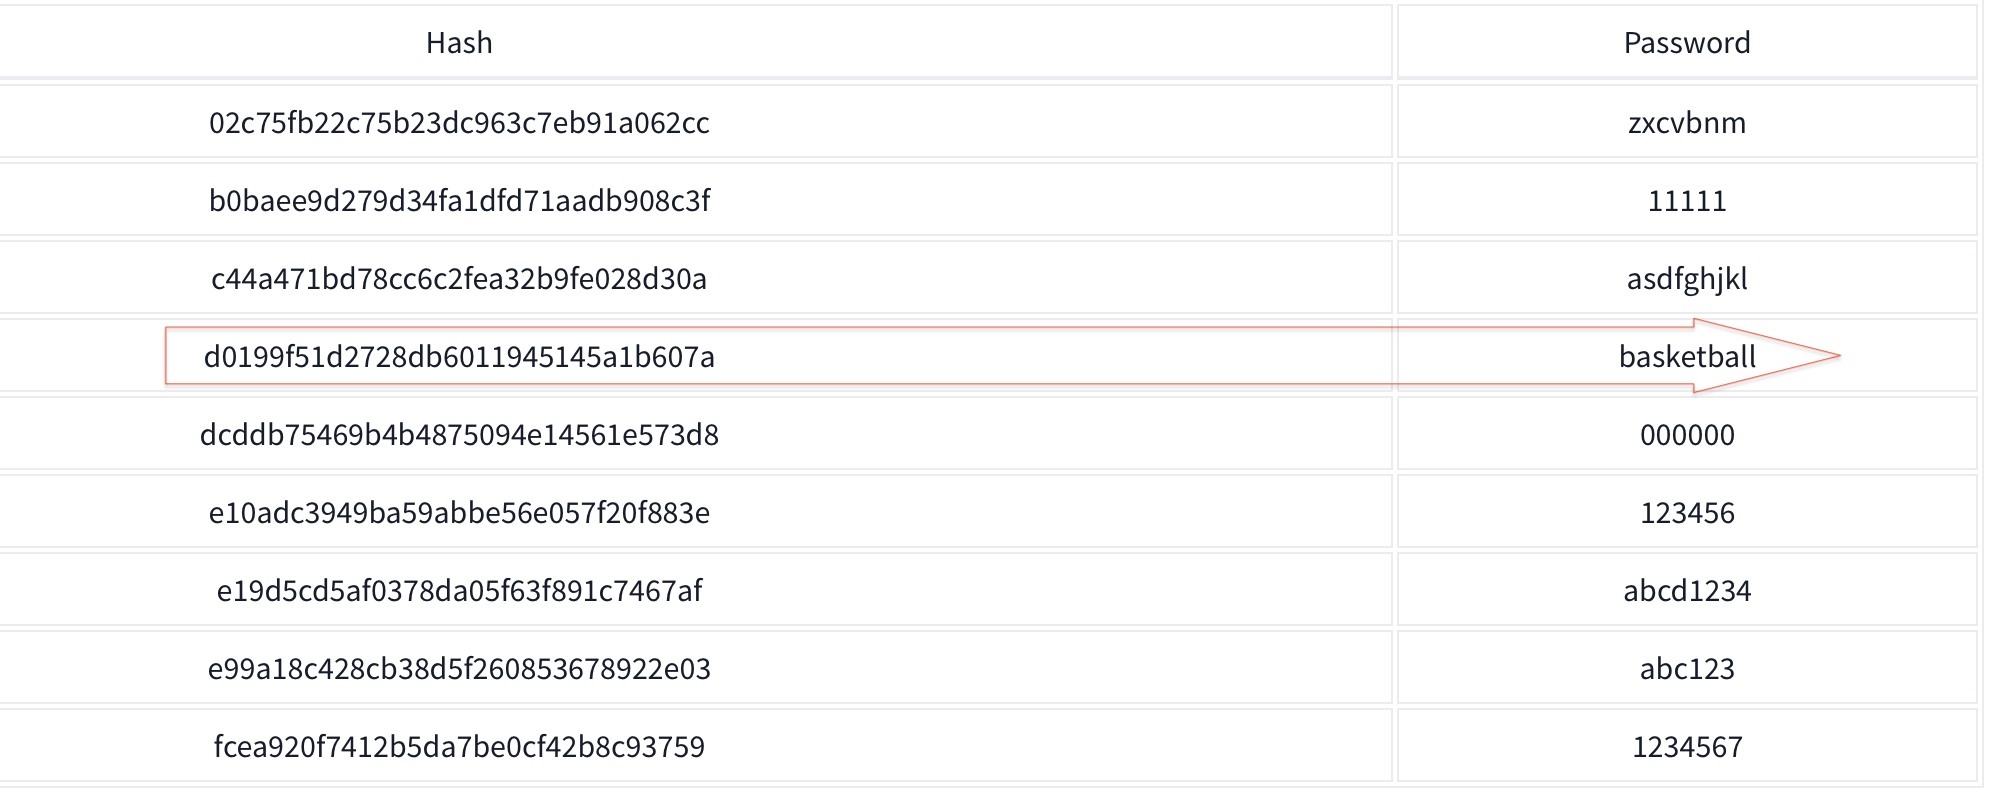 Hash Password
02c75fb22c75b23dc963c7eb91a062cc zxcvbnm
b0baee9d279d34fa1dfd71aadb908c3f 11111
c44a471bd78cc6c2fea32b9fe028d30a asdfghjkl
d0199f51d2728db6011945145a1b607a basketball
dcddb75469b4b4875094e14561e573d8 000000
e10adc3949ba59abbe56e057f20f883e 123456
e19d5cd5af0378da05f63f891c7467af abcd1234
e99a18c428cb38d5f260853678922e03 abc123
fcea920f7412b5da7be0cf42b8c93759 1234567